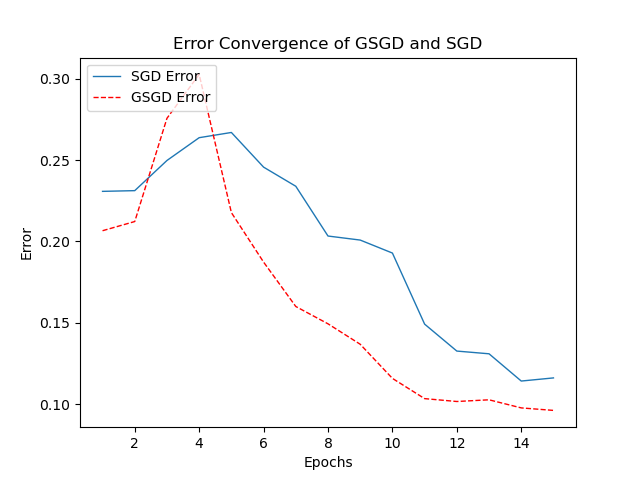 Error Convergence of GSGD and SGD
SGD Error
GSGD Error
0.30
0.25
0.20
0.15
0.10
Error
2 4 6 8 10 12 14
Epochs